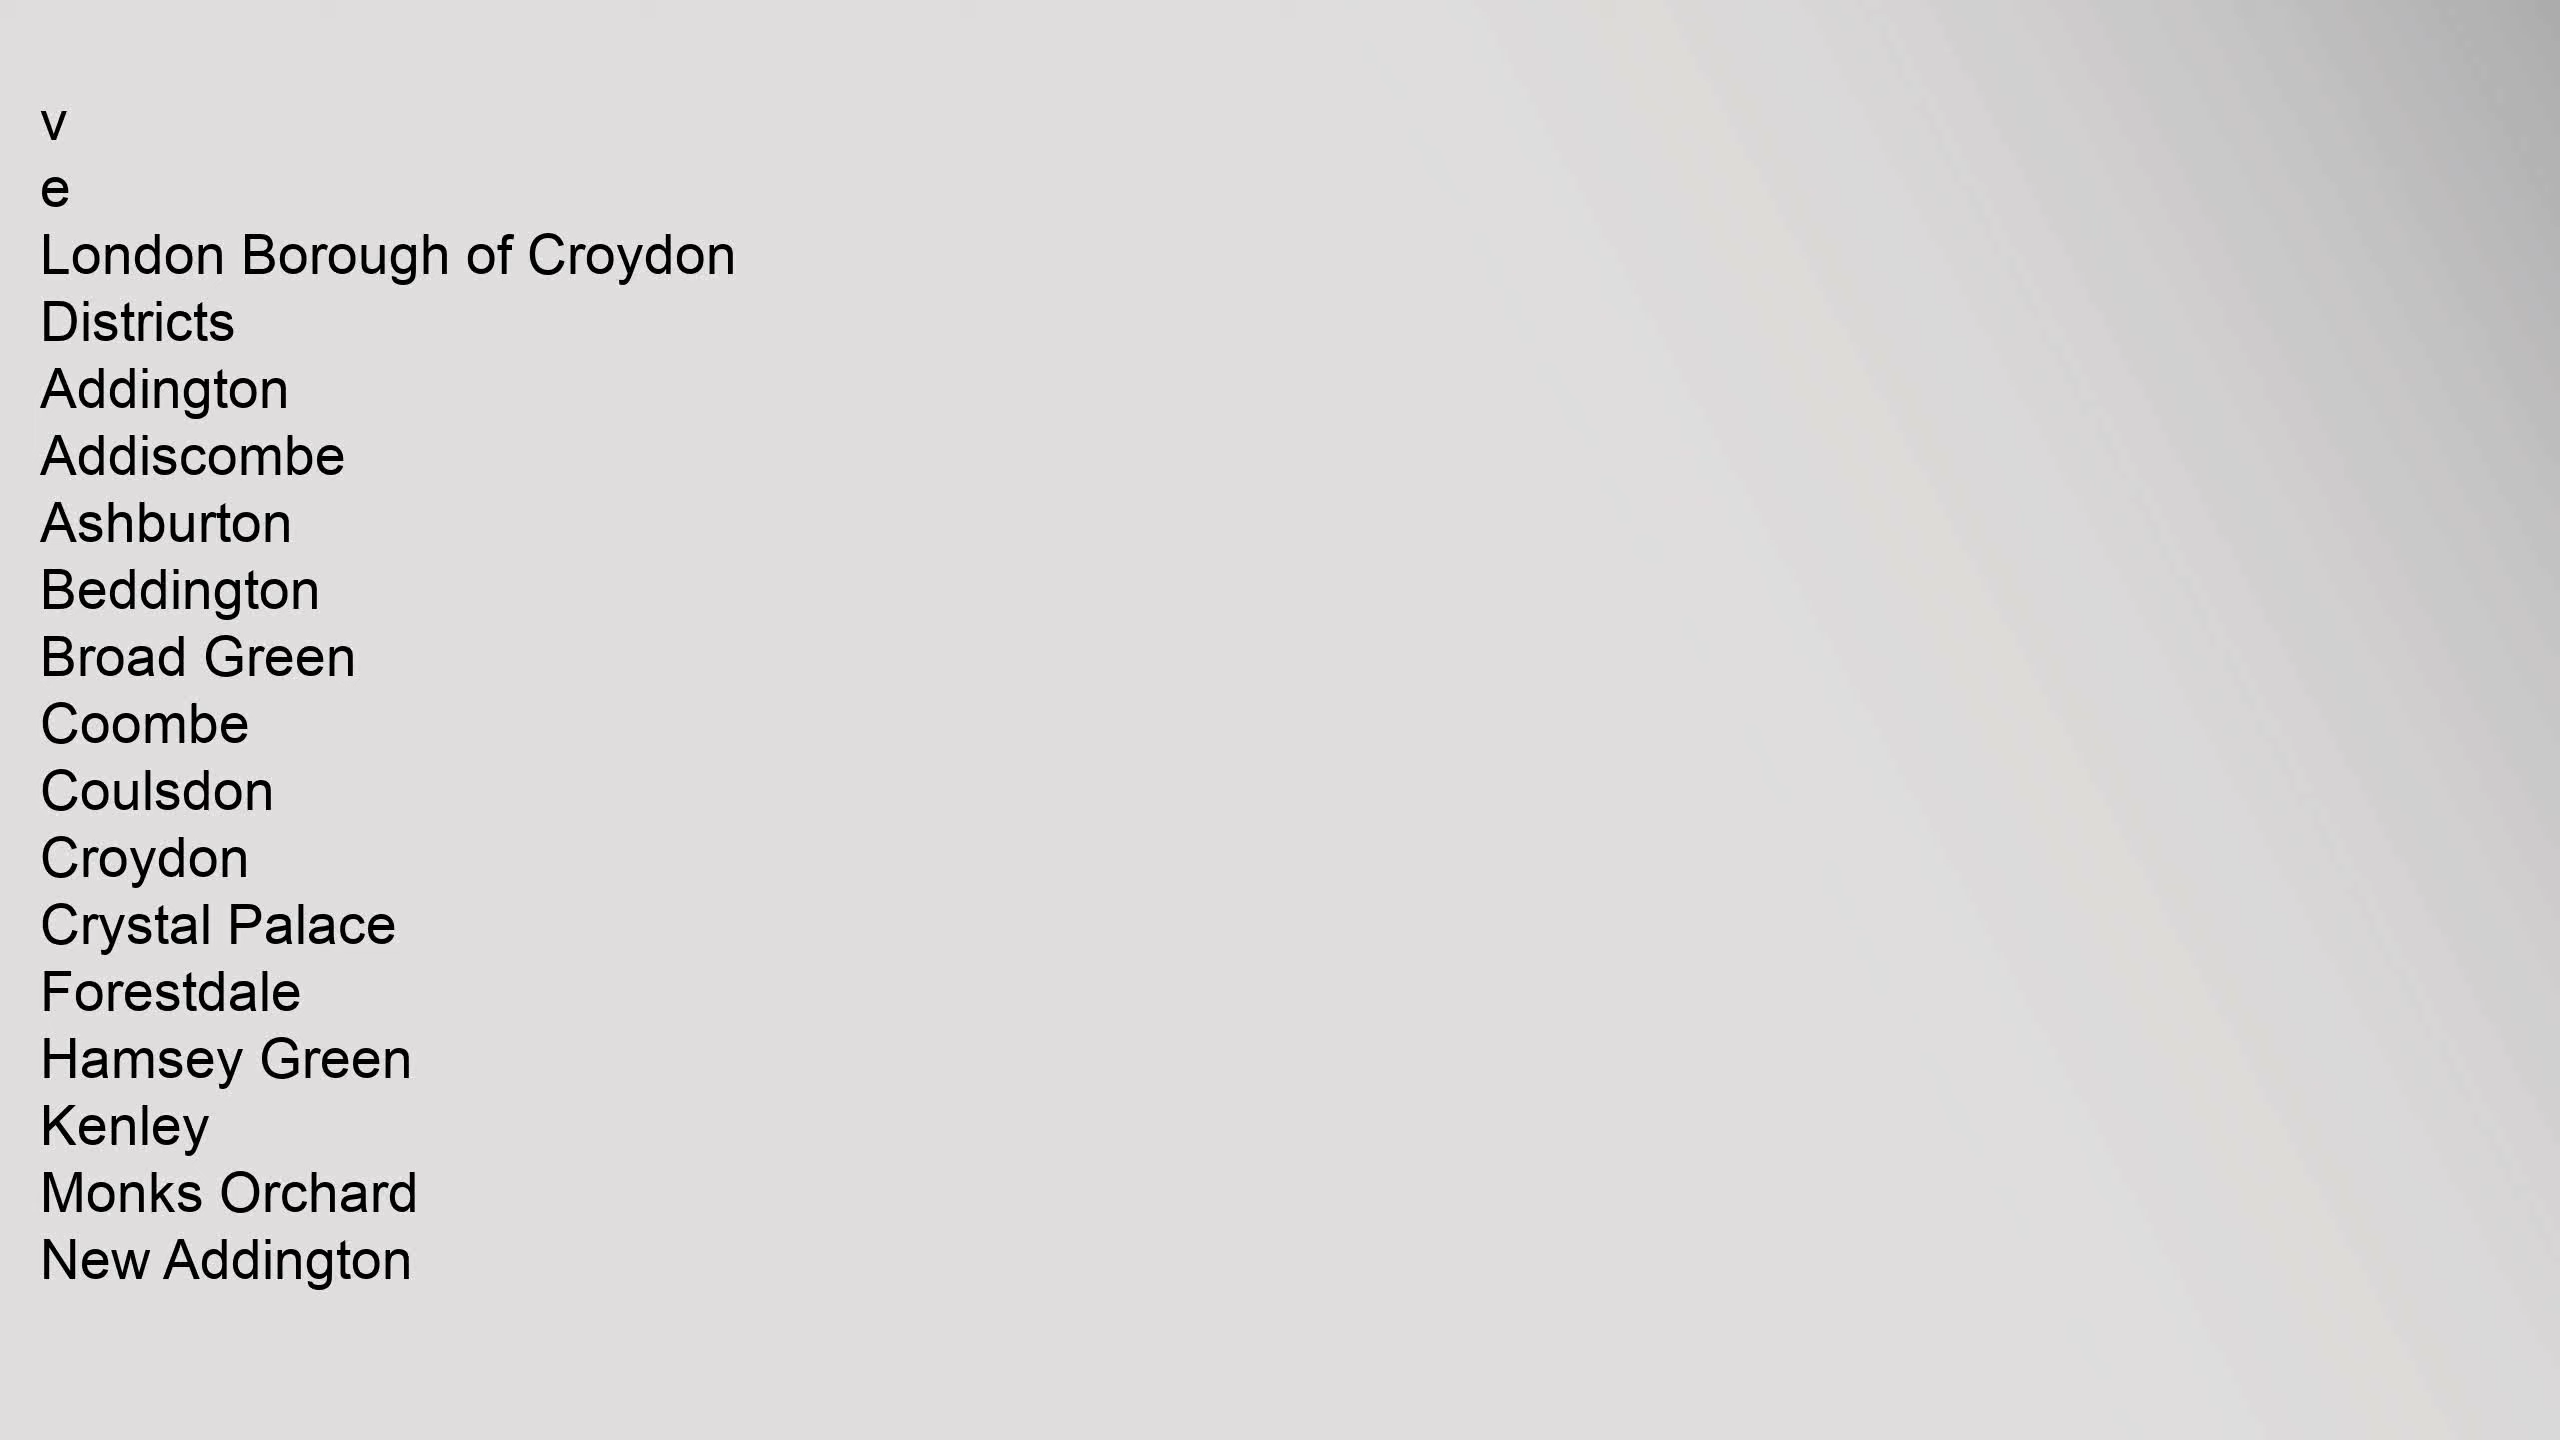 v
e
London Borough of Croydon
Districts
Addington
Addiscombe
Ashburton
Beddington
Broad Green
Coombe
Coulsdon
Croydon
Crystal Palace
Forestdale
Hamsey Green
Kenley
Monks Orchard
New Addington